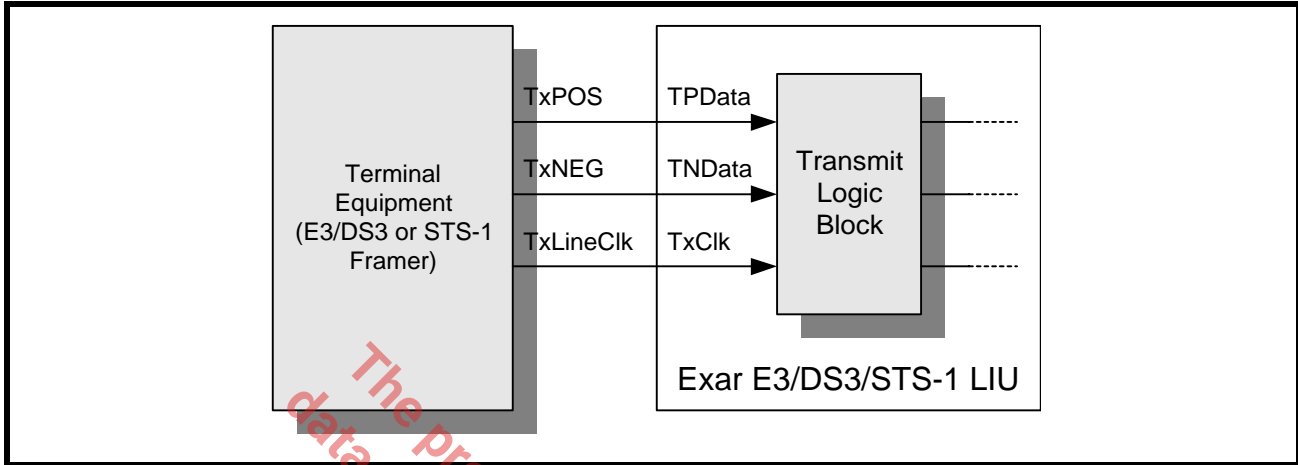 TxPOS TPData
TxNEG TNData
TxLineClk TxClk
Terminal
Equipment
(E3/DS3 or STS-1
Framer)
Transmit
Logic
Block
Exar E3/DS3/STS-1 LIU
The
data